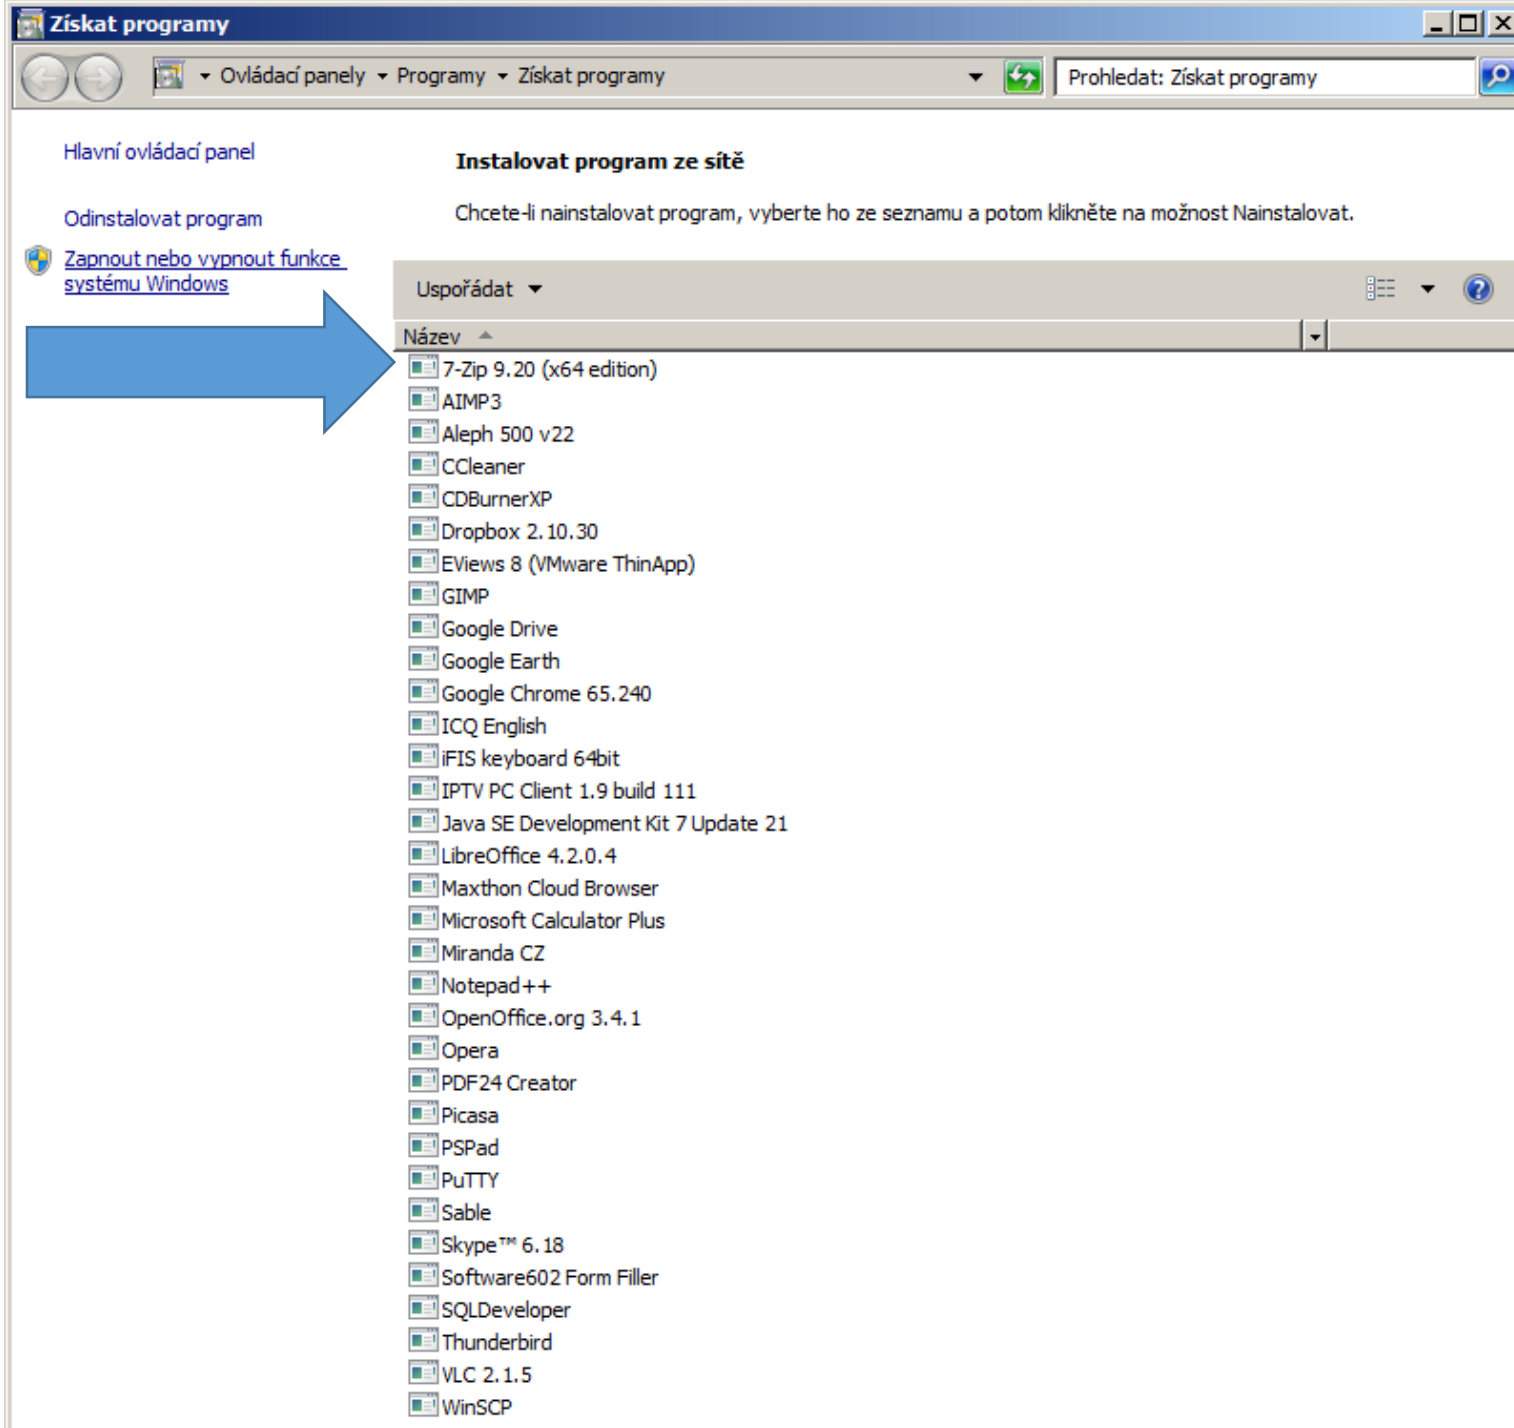 Získat programy
Ovládací panely Programy Získat programy
Prohledat: Získat programy
Hlavní ovládací panel
Odinstalovat program
Zapnout nebo vypnout funkce
systému Windows
Instalovat program ze sítě
Chcete-li nainstalovat program, vyberte ho ze seznamu a potom klikněte na možnost Nainstalovat.
Uspořádat
Název
7-Zip 9.20 (x64 edition)
AIMP3
Aleph 500 v22
CCleaner
CDBurnerXP
Dropbox 2.10.30
EViews 8 (VMware ThinApp)
GIMP
Google Drive
Google Earth
Google Chrome 65.240
ICQ English
iFIS keyboard 64bit
IPTV PC Client 1.9 build 111
Java SE Development Kit 7 Update 21
LibreOffice 4.2.0.4
Maxthon Cloud Browser
Microsoft Calculator Plus
Miranda CZ
Notepad++
OpenOffice.org 3.4.1
Opera
PDF24 Creator
Picasa
PSPad
PuTTY
Sable
Skype™ 6.18
Software602 Form Filler
SQLDeveloper
Thunderbird
VLC 2.1.5
WinSCP